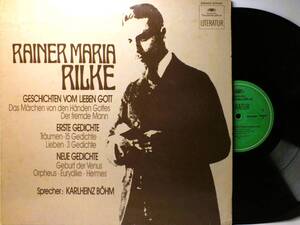 RAINER MARIA
RILKE
GESCHICHTEN VOM LIEBEN GOTT
Das Märchen von den Händen Gottes
Der fremde Mann
ERSTE GEDICHTE
Träumen·15 Gedichte
Lieben·3 Gedichte
NEUE GEDICHTE
Geburt der Venus
Orpheus·Eurydike·Hermes
Sprecher: KARLHEINZ BÖHM
LITERATUR